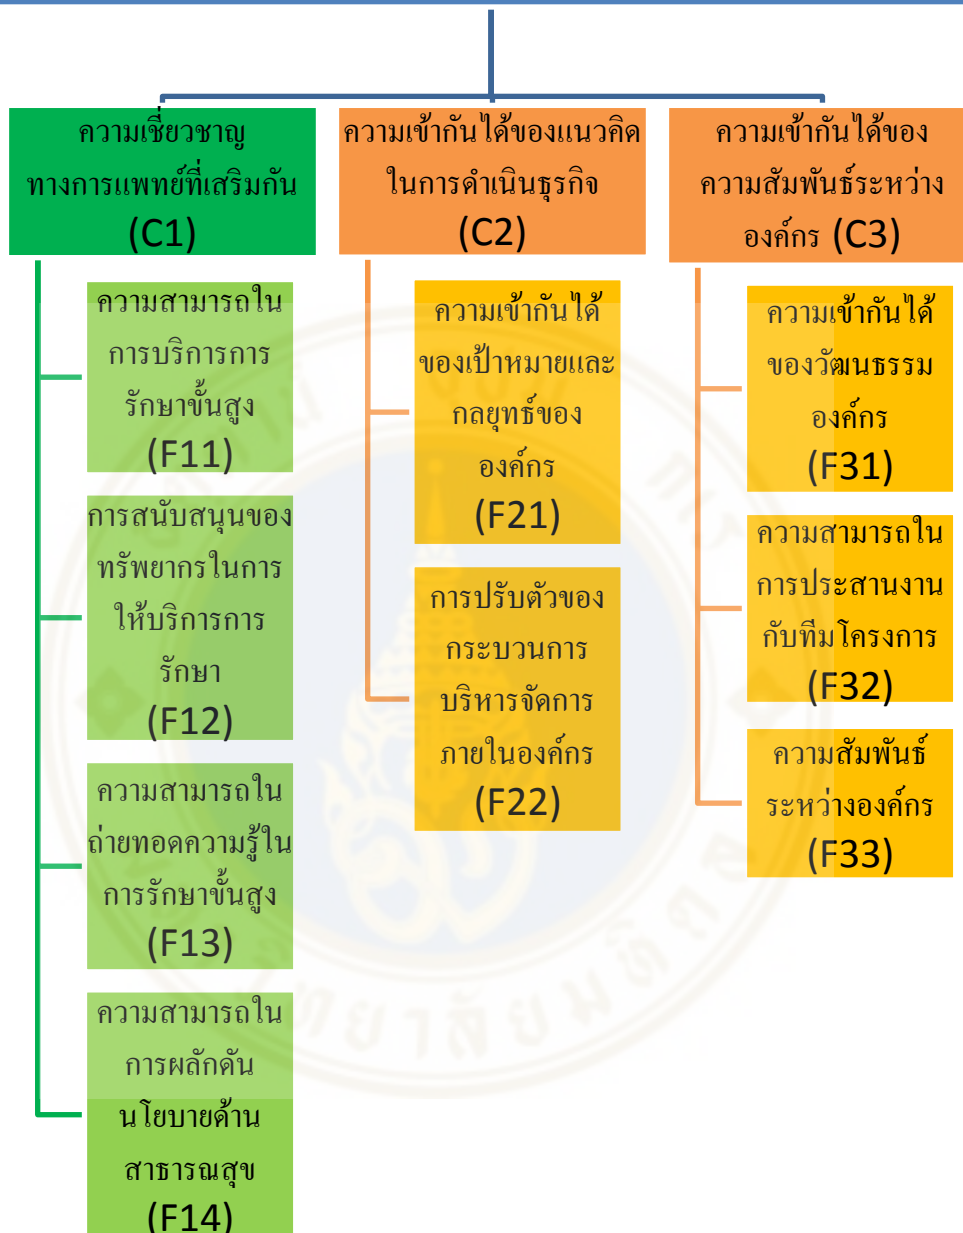 ความเชี่ยวชาญ
ทางการแพทย์ที่เสริมกัน
(C1)
ความสามารถใน
การบริการการ
รักษาขั้นสูง
(F11)
การสนับสนุนของ
ทรัพยากรในการ
ให้บริการการ
รักษา
(F12)
ความสามารถใน
ถ่ายทอดความรู้ใน
การรักษาขั้นสูง
(F13)
ความสามารถใน
การผลักดัน
นโยบายด้าน
สาธารณสุข
(F14)
ความเข้ากันได้ของแนวคิด
ในการดำเนินธุรกิจ
(C2)
ความเข้ากันได้
ของเป้าหมายและ
กลยุทธ์ของ
องค์กร
(F21)
การปรับตัวของ
กระบวนการ
บริหารจัดการ
ภายในองค์กร
(F22)
ความเข้ากันได้ของ
ความสัมพันธ์ระหว่าง
องค์กร (C3)
ความเข้ากันได้
ของวัฒนธรรม
องค์กร
(F31)
ความสามารถใน
การประสานงาน
กับทีมโครงการ
(F32)
ความสัมพันธ์
ระหว่างองค์กร
(F33)